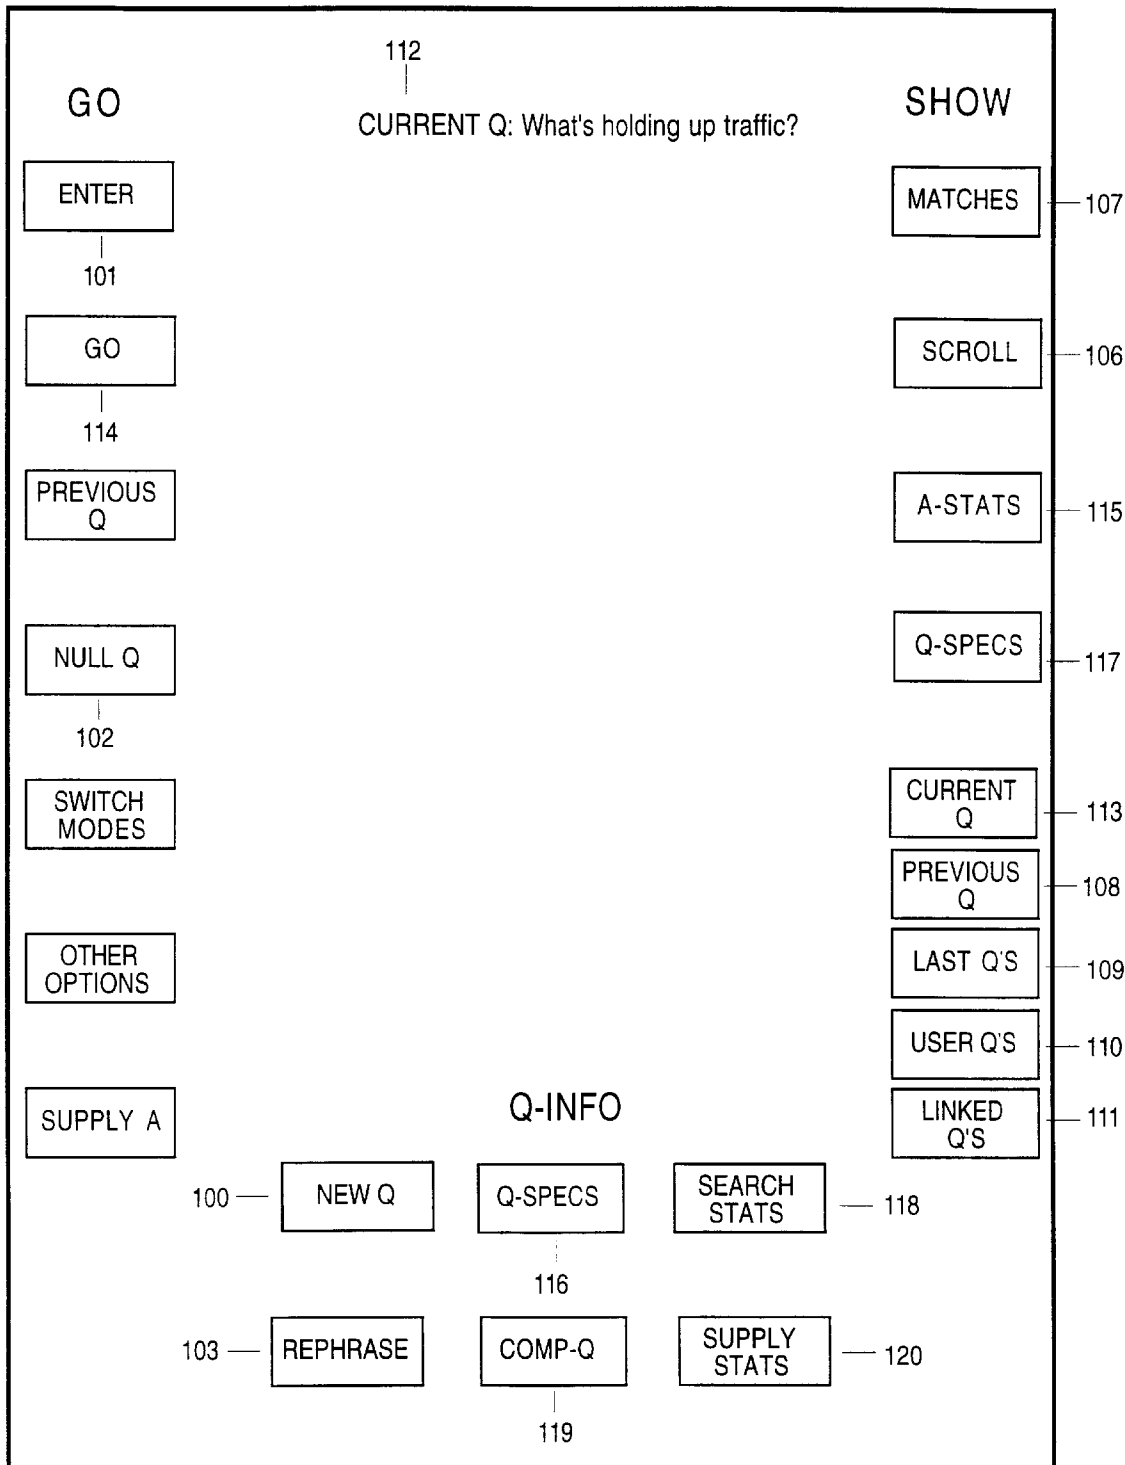 112
GO
CURRENT Q: What's holding up traffic?
SHOW
ENTER
101
MATCHES
107
GO
114
SCROLL
106
PREVIOUS
Q
A-STATS
115
NULL Q
102
Q-SPECS
117
SWITCH
MODES
CURRENT
Q
113
PREVIOUS
Q
108
OTHER
OPTIONS
LAST Q'S
109
USER Q'S
110
SUPPLY A
Q-INFO
LINKED
Q'S
111
100
NEW Q
Q-SPECS
116
SEARCH
STATS
118
103
REPHRASE
COMP-Q
119
SUPPLY
STATS
120